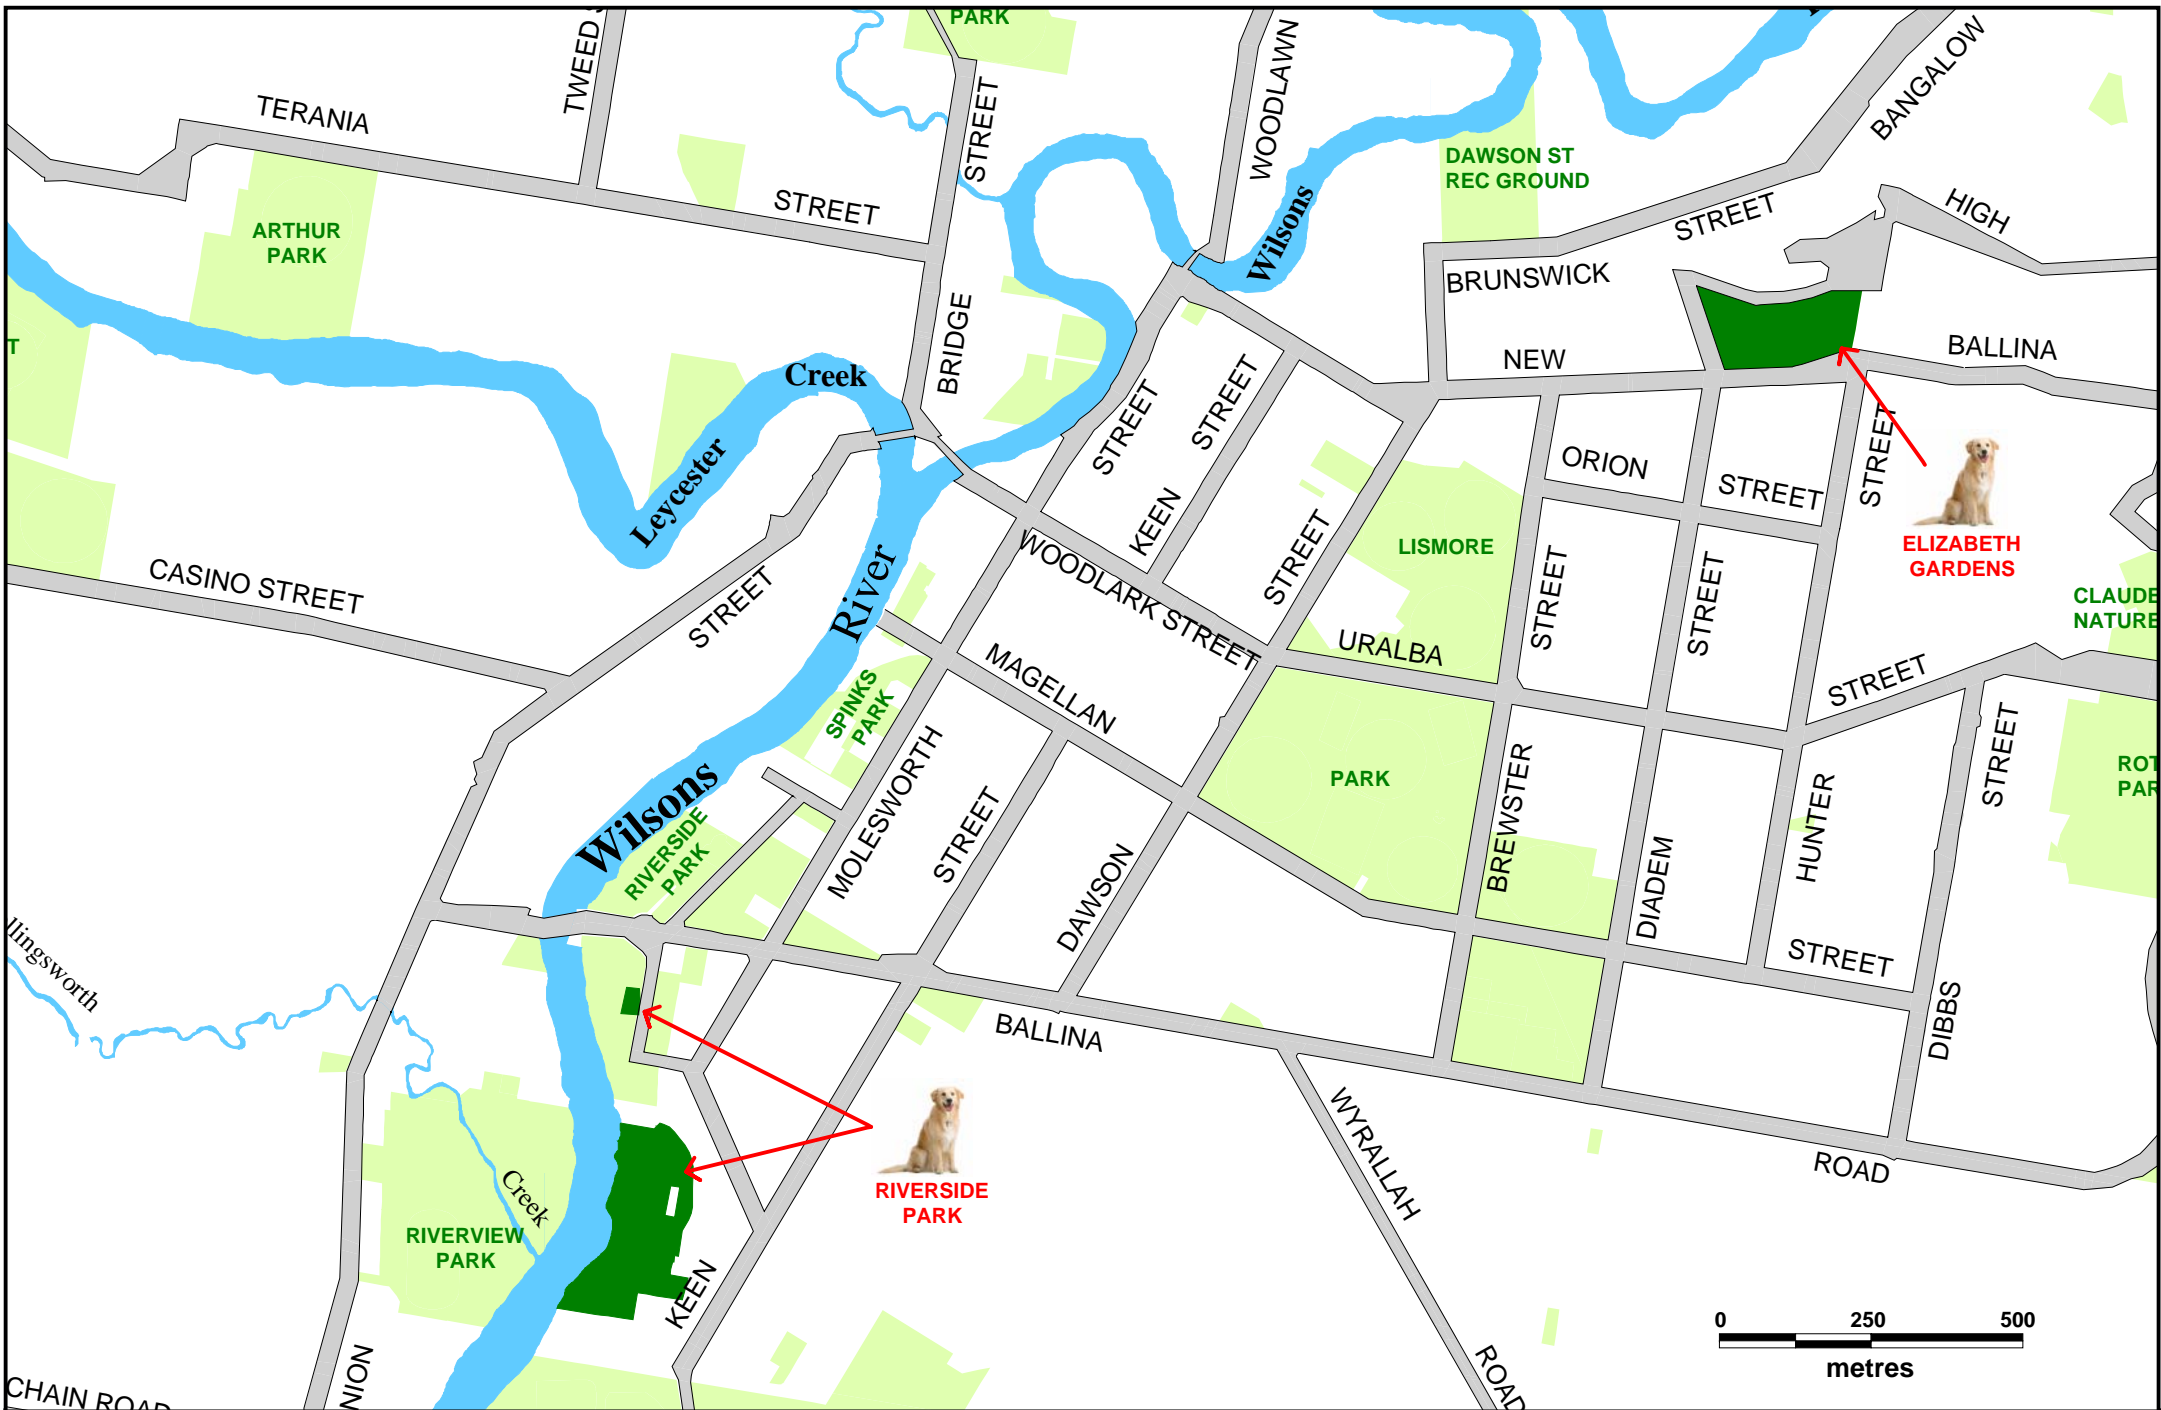 PARK
TWEED
STREET
WOODLAWN
BANGALOW
TERANIA
STREET
DAWSON ST
REC GROUND
Wilsons
STREET
HIGH
ARTHUR
PARK
BRUNSWICK
BRIDGE
T
NEW
BALLINA
Creek
STREET
STREET
STREET
Leycester
ORION
STREET
KEEN
WOODLARK STREET
STREET
LISMORE
ELIZABETH
GARDENS
CASINO STREET
STREET
River
STREET
STREET
CLAUDE
NATURE
URALBA
STREET
MAGELLAN
SPINKS
PARK
MOLESWORTH
STREET
PARK
BREWSTER
STREET
ROT
PAR
HUNTER
Wilsons
RIVERSIDE
PARK
DAWSON
DIADEM
STREET
llingsworth
DIBBS
BALLINA
WYRALLAH
ROAD
RIVERSIDE
PARK
Creek
RIVERVIEW
PARK
KEEN
0 250 500
metres
NION
ROAD
CHAIN ROAD